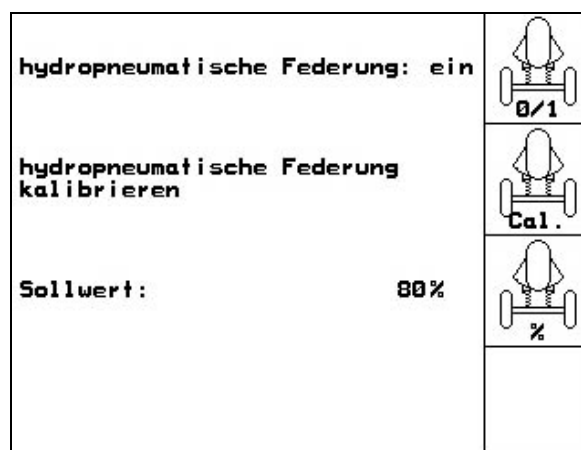 hydropneumatische Federung: ein
0/1
hydropneumatische Federung
kalibrieren
Cal.
Sollwert: 80%
%